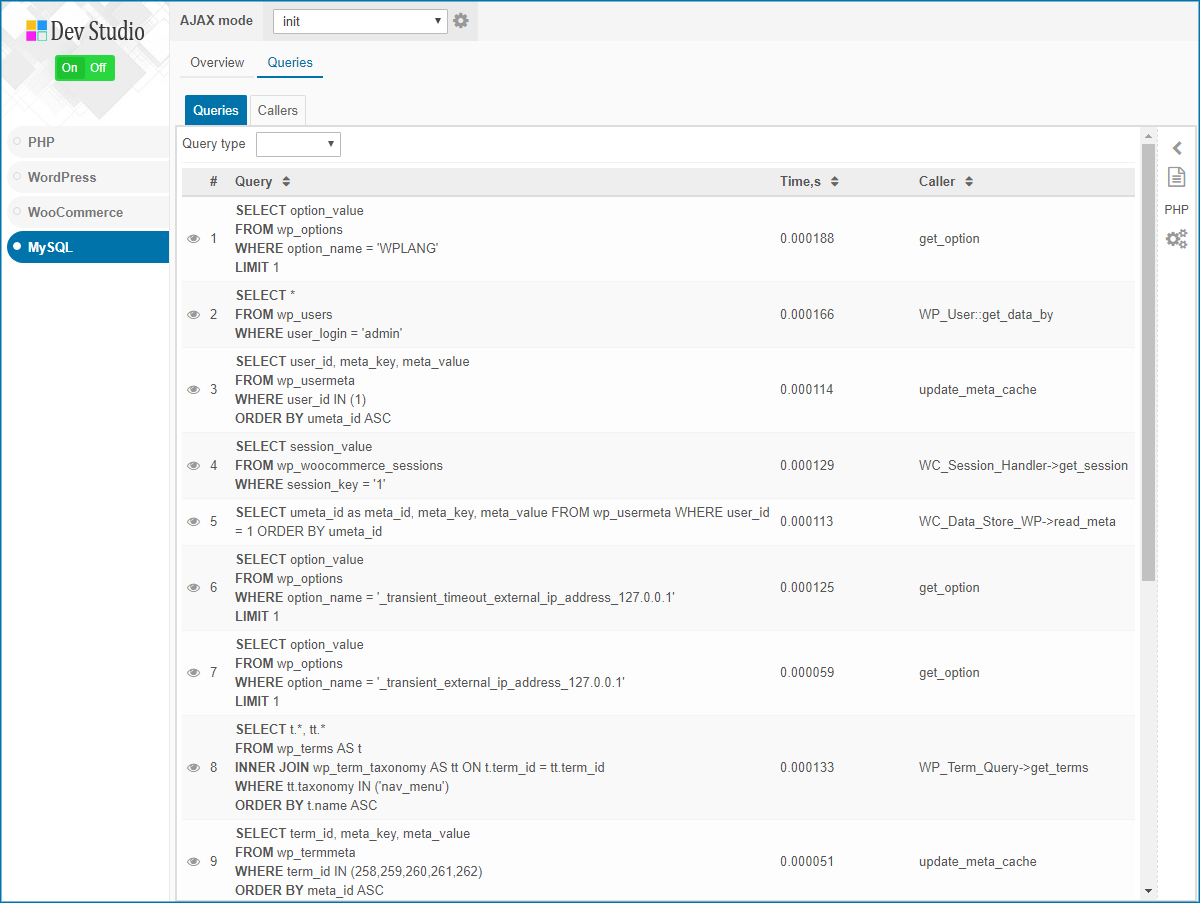 Dev Studio
On Off
PHP
WordPress
WooCommerce
MySQL
AJAX mode init
Overview Queries
Queries Callers
Query type
# Query Time,s Caller
1 SELECT option_value
FROM wp_options
WHERE option_name = 'WPLANG'
LIMIT 1
0.000188 get_option
2 SELECT *
FROM wp_users
WHERE user_login = 'admin'
0.000166 WP_User::get_data_by
3 SELECT user_id, meta_key, meta_value
FROM wp_usermeta
WHERE user_id IN (1)
ORDER BY umeta_id ASC
0.000114 update_meta_cache
4 SELECT session_value
FROM wp_woocommerce_sessions
WHERE session_key = '1'
0.000129 WC_Session_Handler->get_session
5 SELECT umeta_id as meta_id, meta_key, meta_value FROM wp_usermeta WHERE user_id
= 1 ORDER BY umeta_id
0.000113 WC_Data_Store_WP->read_meta
6 SELECT option_value
FROM wp_options
WHERE option_name = '_transient_timeout_external_ip_address_127.0.0.1'
LIMIT 1
0.000125 get_option
7 SELECT option_value
FROM wp_options
WHERE option_name = '_transient_external_ip_address_127.0.0.1'
LIMIT 1
0.000059 get_option
8 SELECT t.*, tt.*
FROM wp_terms AS t
INNER JOIN wp_term_taxonomy AS tt ON t.term_id = tt.term_id
WHERE tt.taxonomy IN ('nav_menu')
ORDER BY t.name ASC
0.000133 WP_Term_Query->get_terms
9 SELECT term_id, meta_key, meta_value
FROM wp_termmeta
WHERE term_id IN (258,259,260,261,262)
ORDER BY meta_id ASC
0.000051 update_meta_cache
PHP